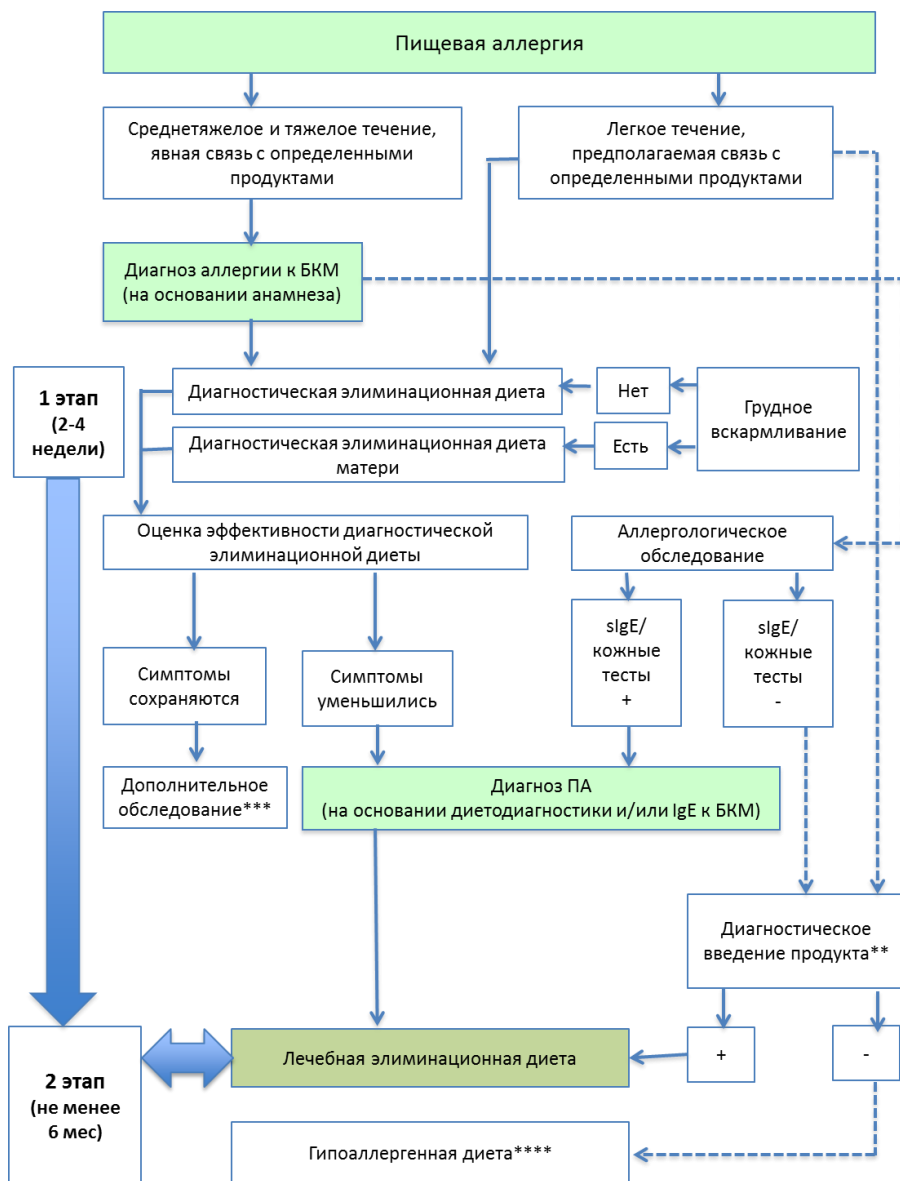 Пищевая аллергия
Среднетяжелое и тяжелое течение,
явная связь с определенными
продуктами
Легкое течение,
предполагаемая связь с
определенными продуктами
Диагноз аллергии к БКМ
(на основании анамнеза)
1 этап
(2-4
недели)
Диагностическая элиминационная диета
Нет
Грудное
вскармливание
Диагностическая элиминационная диета
матери
Есть
Оценка эффективности диагностической
элиминационной диеты
Аллергологическое
обследование
sIgE/
кожные
тесты
+
sIgE/
кожные
тесты
-
Симптомы
сохраняются
Симптомы
уменьшились
Дополнительное
обследование***
Диагноз ПА
(на основании диетодиагностики и/или IgE к БКМ)
Диагностическое
введение продукта**
2 этап
(не менее
6 мес)
Лечебная элиминационная диета
+
-
Гипоаллергенная диета****